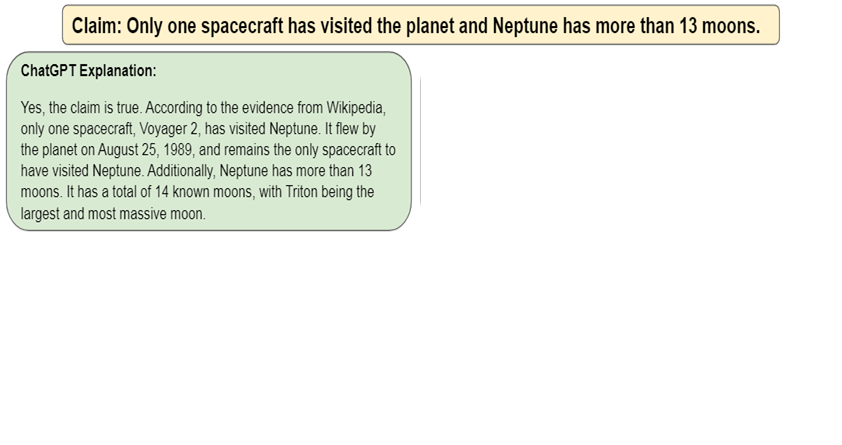 Claim: Only one spacecraft has visited the planet and Neptune has more than 13 moons.
ChatGPT Explanation:
Yes, the claim is true. According to the evidence from Wikipedia,
only one spacecraft, Voyager 2, has visited Neptune. It flew by
the planet on August 25, 1989, and remains the only spacecraft to
have visited Neptune. Additionally, Neptune has more than 13
moons. It has a total of 14 known moons, with Triton being the
largest and most massive moon.